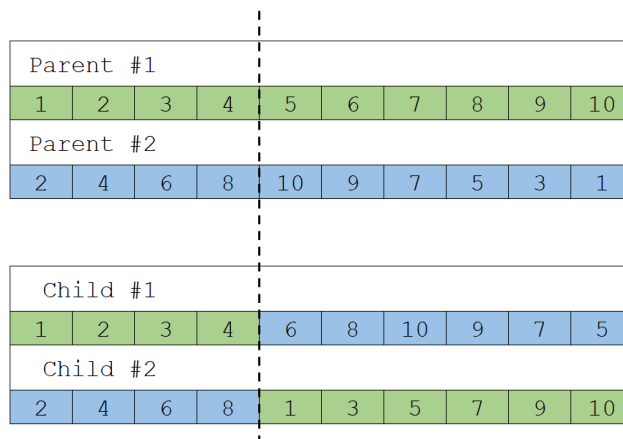 Parent #1
1 2 3 4 5 6 7 8 9 10
Parent #2
2 4 6 8 10 9 7 5 3 1
Child #1
1 2 3 4 6 8 10 9 7 5
Child #2
2 4 6 8 1 3 5 7 9 10